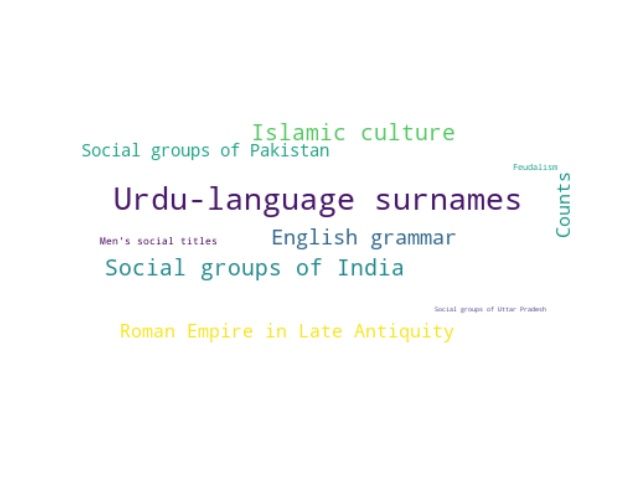 Islamic culture
Social groups of Pakistan
Feudalism
Counts
Urdu-language surnames
English grammar
Men's social titles
Social groups of India
Social groups of Uttar Pradesh
Roman Empire in Late Antiquity